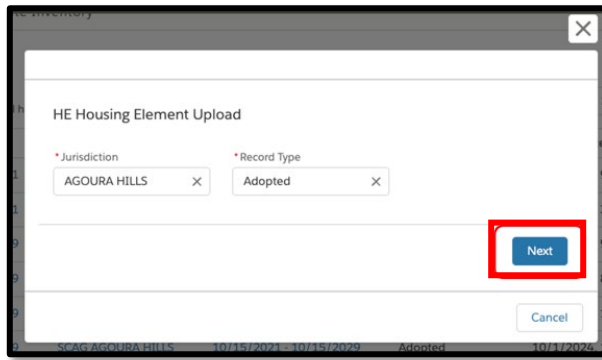 HE Housing Element Upload
*Jurisdiction *Record Type
AGOURA HILLS Adopted
Next
Cancel
SCAG AGOURA HILLS 10/15/2021 - 10/15/2029 Adopted 10/1/2024